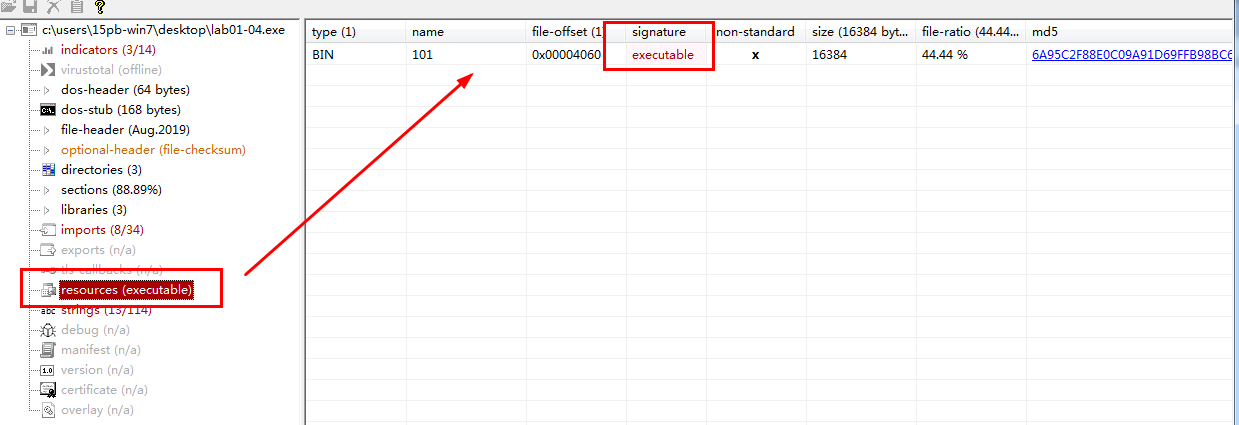 c:\users\15pb-win7\desktop\lab01-04.exe
indicators (3/14)
virustotal (offline)
dos-header (64 bytes)
dos-stub (168 bytes)
file-header (Aug.2019)
optional-header (file-checksum)
directories (3)
sections (88.89%)
libraries (3)
imports (8/34)
exports (n/a)
tls-callbacks (n/a)
resources (executable)
abc strings (13/114)
debug (n/a)
manifest (n/a)
1.0 version (n/a)
certificate (n/a)
overlay (n/a)
type (1) name file-offset (1) signature non-standard size (16384 byt... file-ratio (44.44... md5
BIN 101 0x00004060 executable x 16384 44.44 % 6A95C2F88E0C09A91D69FFB98BC6